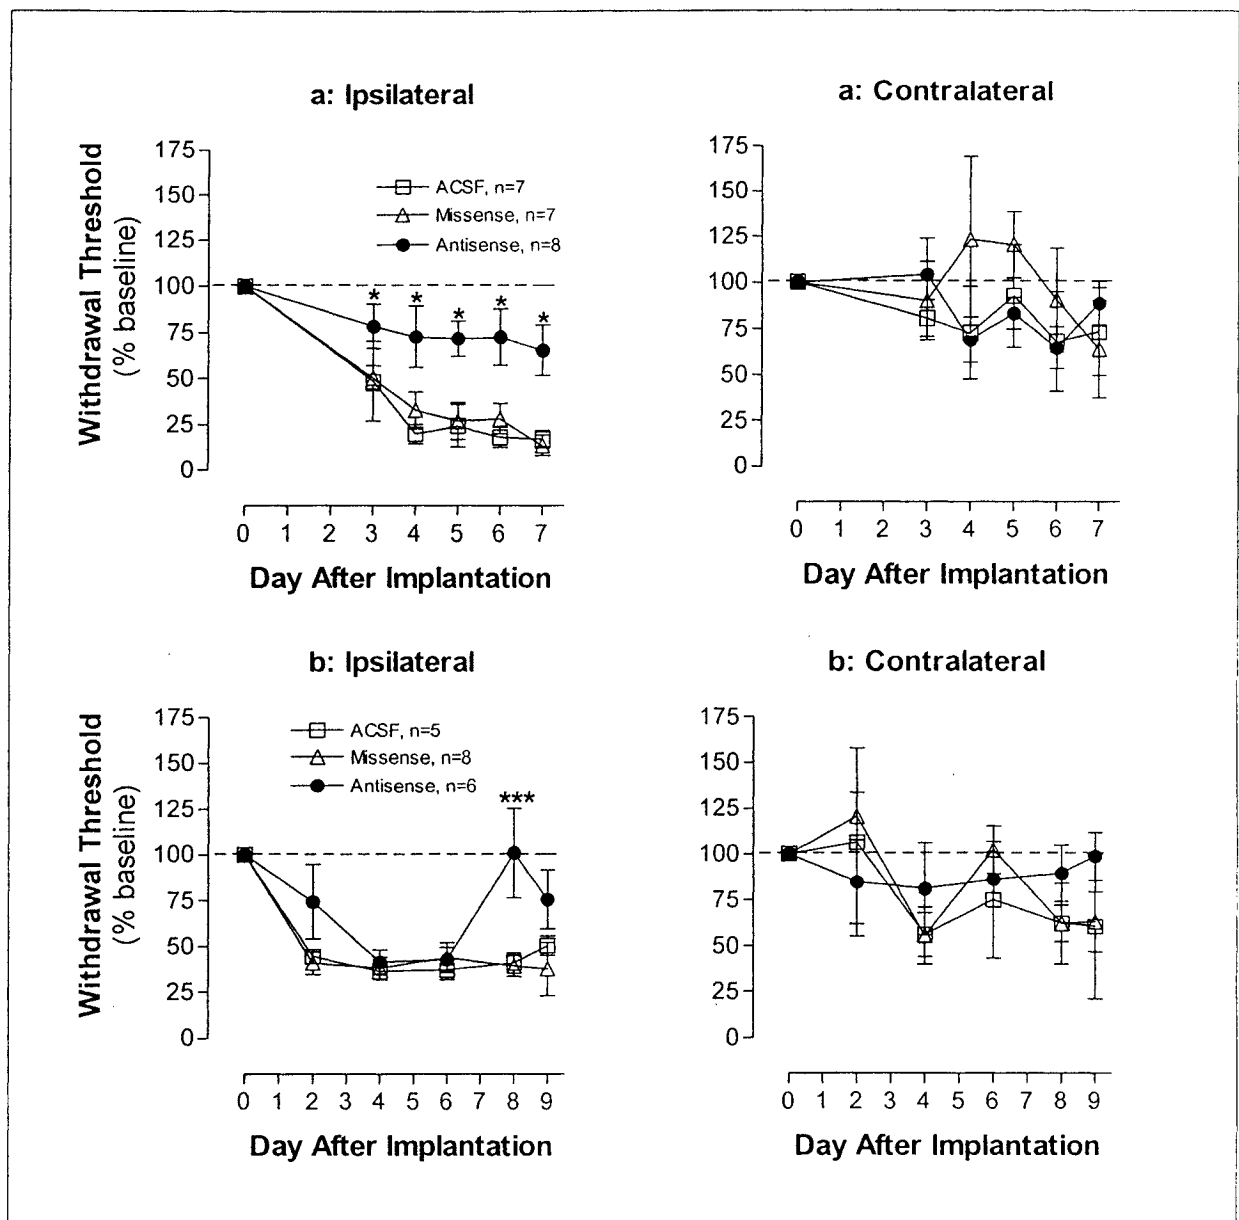 a: Ipsilateral
Withdrawal Threshold
(% baseline)
175
150
125
100
75
50
25
0
ACSF, n=7
Missense, n=7
Antisense, n=8
* * * * *
0 1 2 3 4 5 6 7
Day After Implantation
a: Contralateral
175
150
125
100
75
50
25
0
0 1 2 3 4 5 6 7
Day After Implantation
b: Ipsilateral
Withdrawal Threshold
(% baseline)
175
150
125
100
75
50
25
0
ACSF, n=5
Missense, n=8
Antisense, n=6
***
0 1 2 3 4 5 6 7 8 9
Day After Implantation
b: Contralateral
175
150
125
100
75
50
25
0
0 1 2 3 4 5 6 7 8 9
Day After Implantation